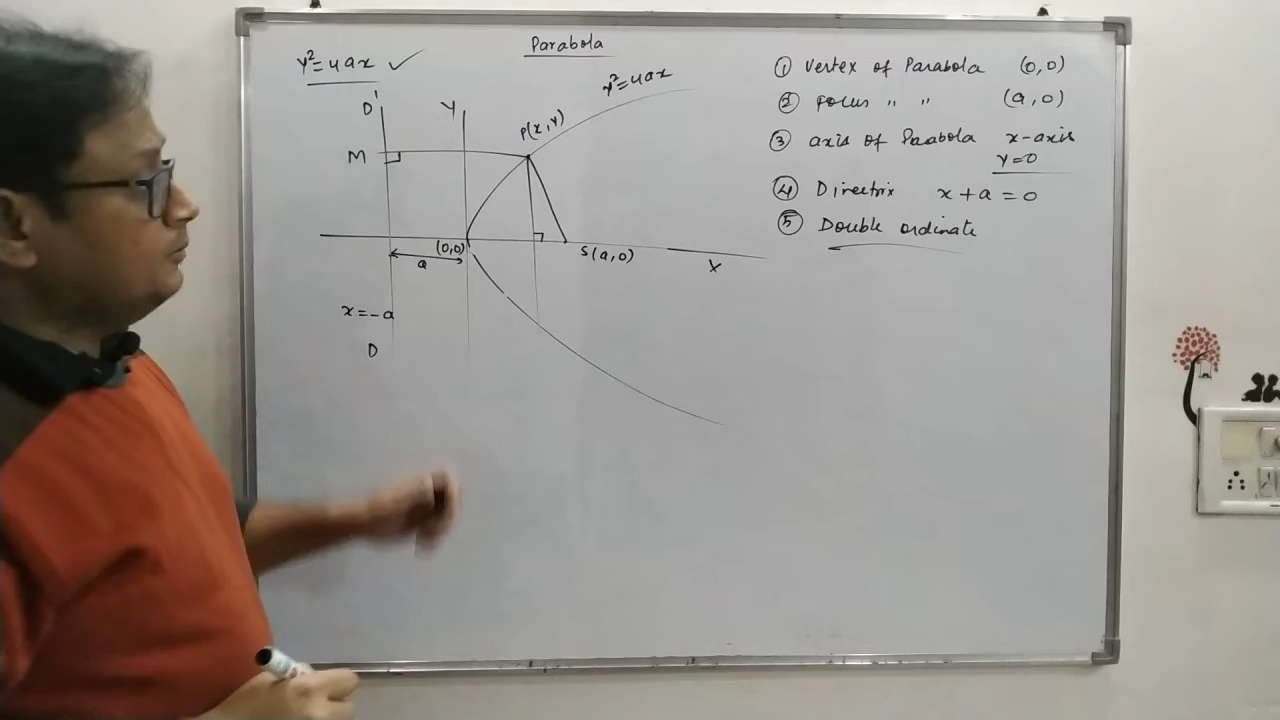 Parabola
y²=4ax ✓
y²=4ax
D'
Y
P(x,y)
M
(0,0)
S(a,0)
X
a
x=-a
D
① Vertex of Parabola (0,0)
② Focus " " (a,0)
③ axis of Parabola x-axis
y=0
④ Directrix x+a=0
⑤ Double ordinate